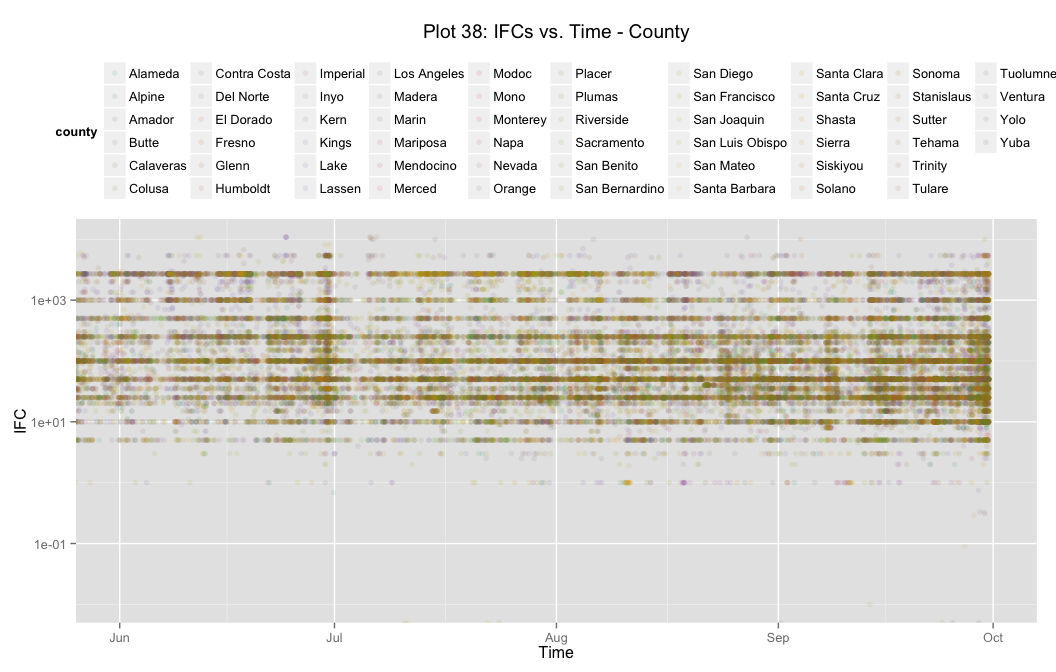 Plot 38: IFCs vs. Time - County
Alameda Contra Costa Imperial Los Angeles Modoc Placer San Diego Santa Clara Sonoma Tuolumne
Alpine Del Norte Inyo Madera Mono Plumas San Francisco Santa Cruz Stanislaus Ventura
Amador El Dorado Kern Marin Monterey Riverside San Joaquin Shasta Sutter Yolo
county
Butte Fresno Kings Mariposa Napa Sacramento San Luis Obispo Sierra Tehama Yuba
Calaveras Glenn Lake Mendocino Nevada San Benito San Mateo Siskiyou Trinity
Colusa Humboldt Lassen Merced Orange San Bernardino Santa Barbara Solano Tulare
1e+03
1e+01
1e-01
IFC
Jun Jul Aug Sep Oct
Time